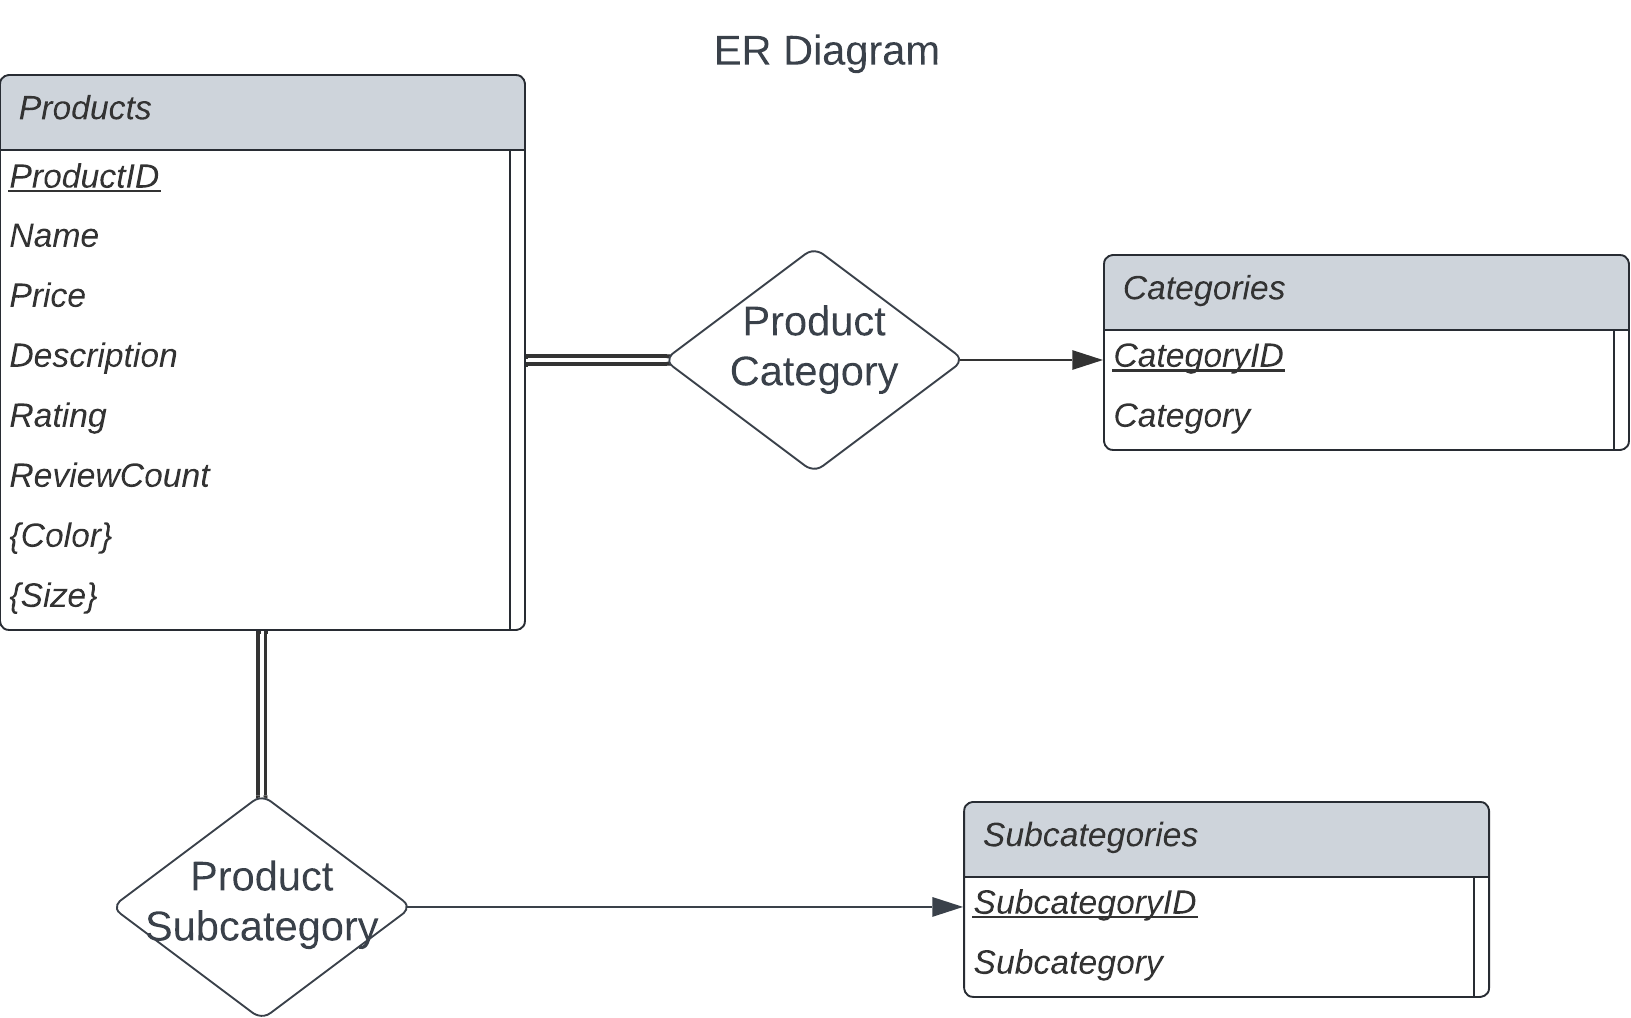 ER Diagram
Products
ProductID
Name
Price
Description
Rating
ReviewCount
{Color}
{Size}
Product
Category
Categories
CategoryID
Category
Product
Subcategory
Subcategories
SubcategoryID
Subcategory